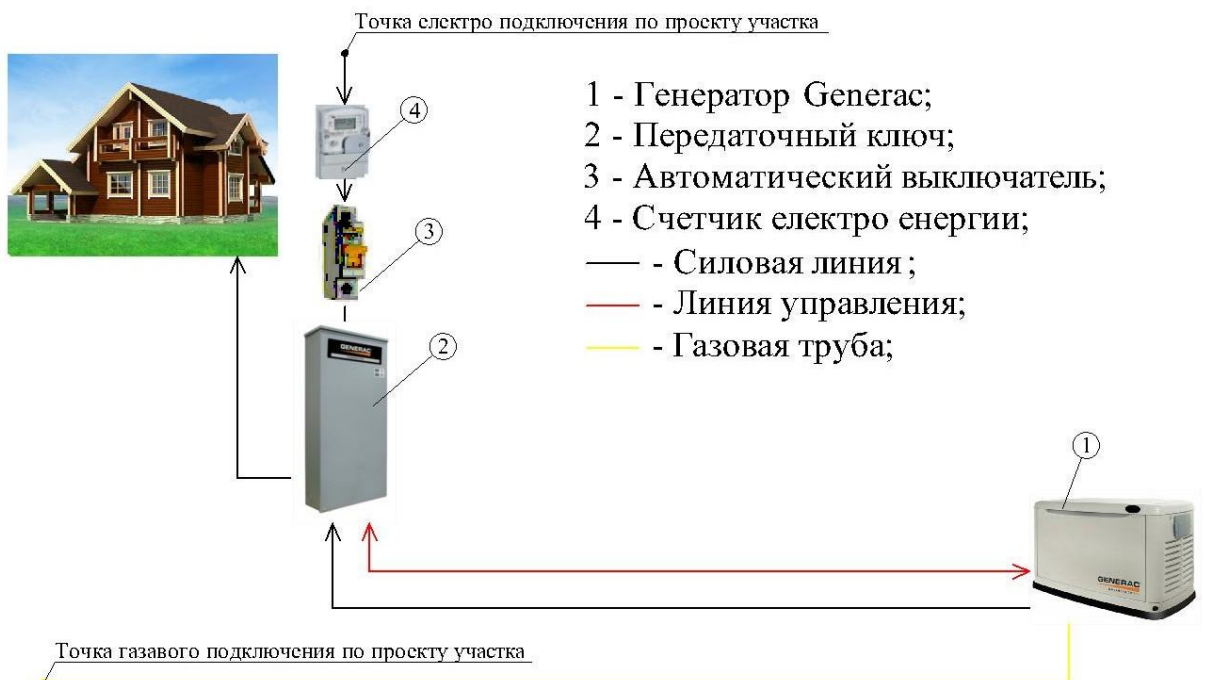 Точка електро подключения по проекту участка
1 - Генератор Generac;
2 - Передаточный ключ;
3 - Автоматический выключатель;
4 - Счетчик електро енергии;
- Силовая линия ;
- Линия управления;
- Газовая труба;
4
3
2
GENERAC
1
GENERAC
Точка газавого подключения по проекту участка